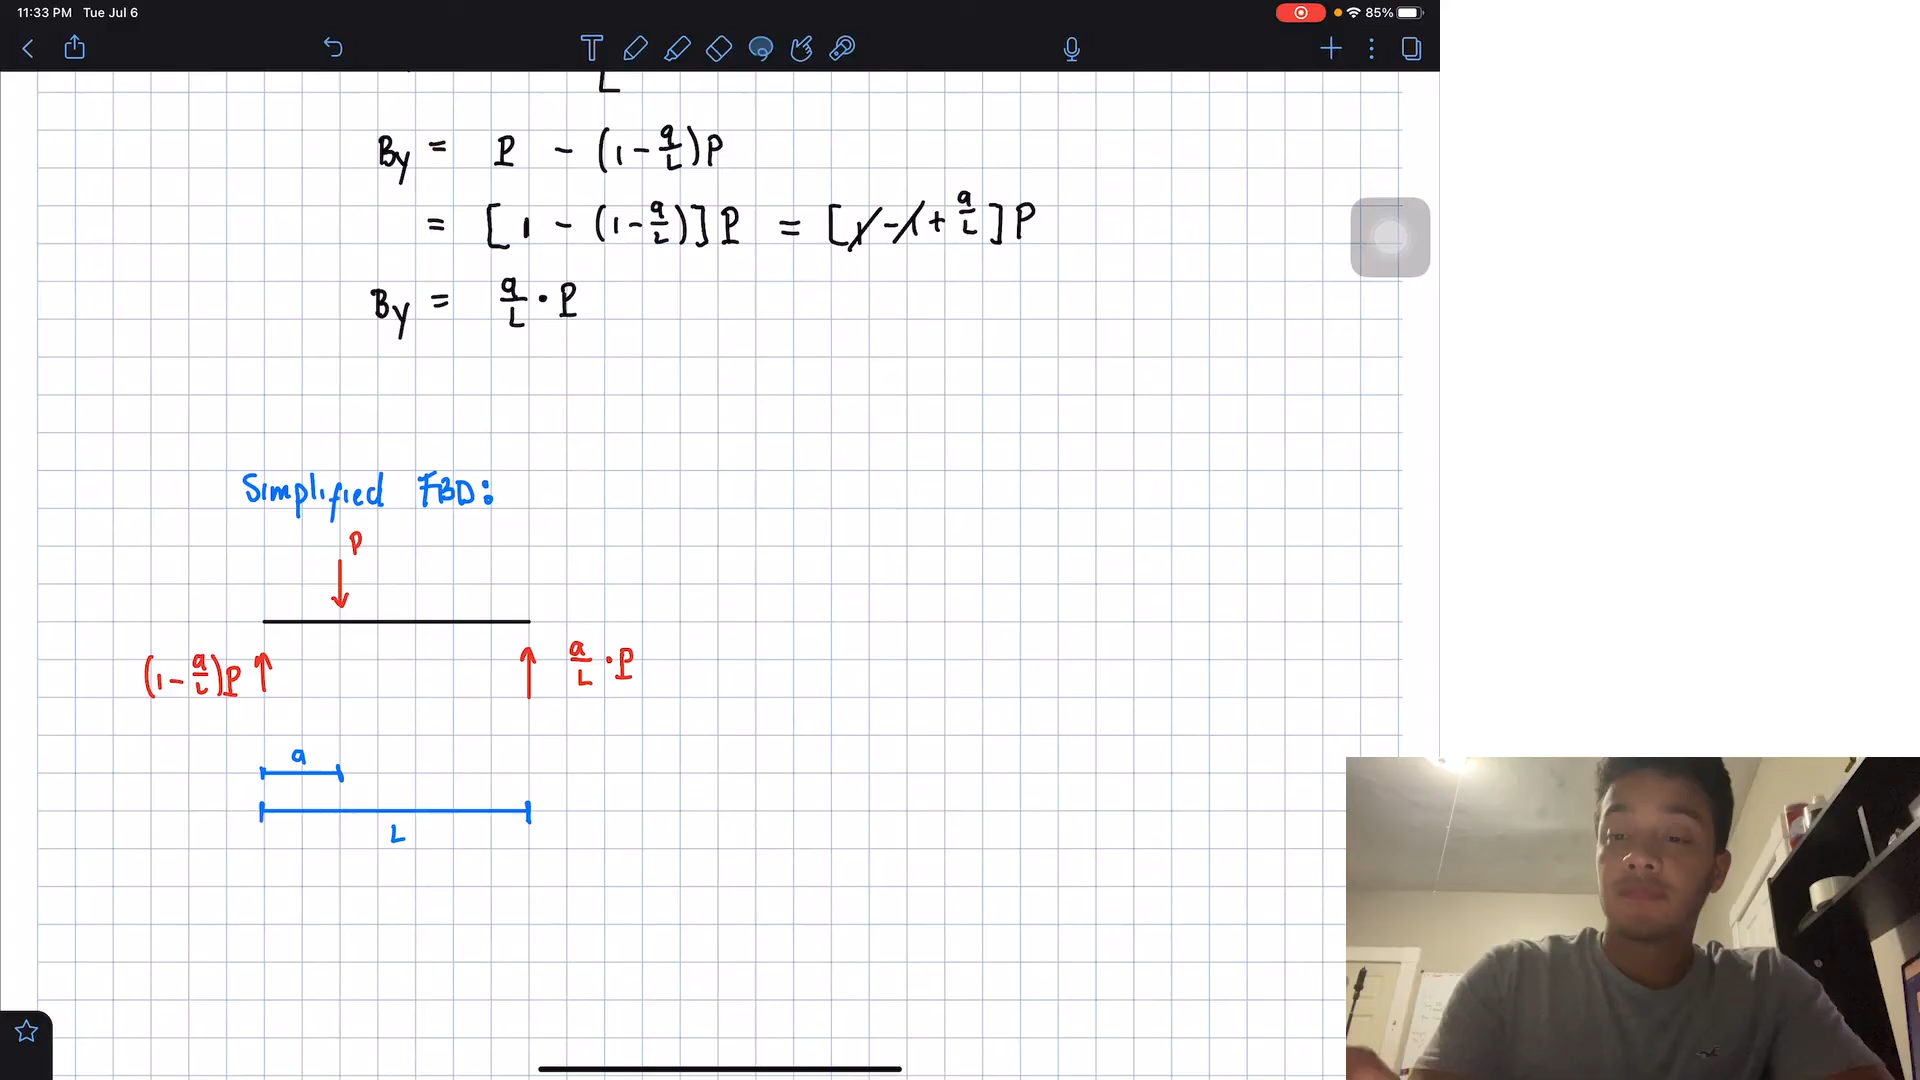 11:33 PM Tue Jul 6 85%
L
By = P - (1-a/L)P
= [1 - (1-a/L)]P = [1-1+a/L]P
By = a/L · P
Simplified FBD:
P
(1-a/L)P a/L · P
a
L